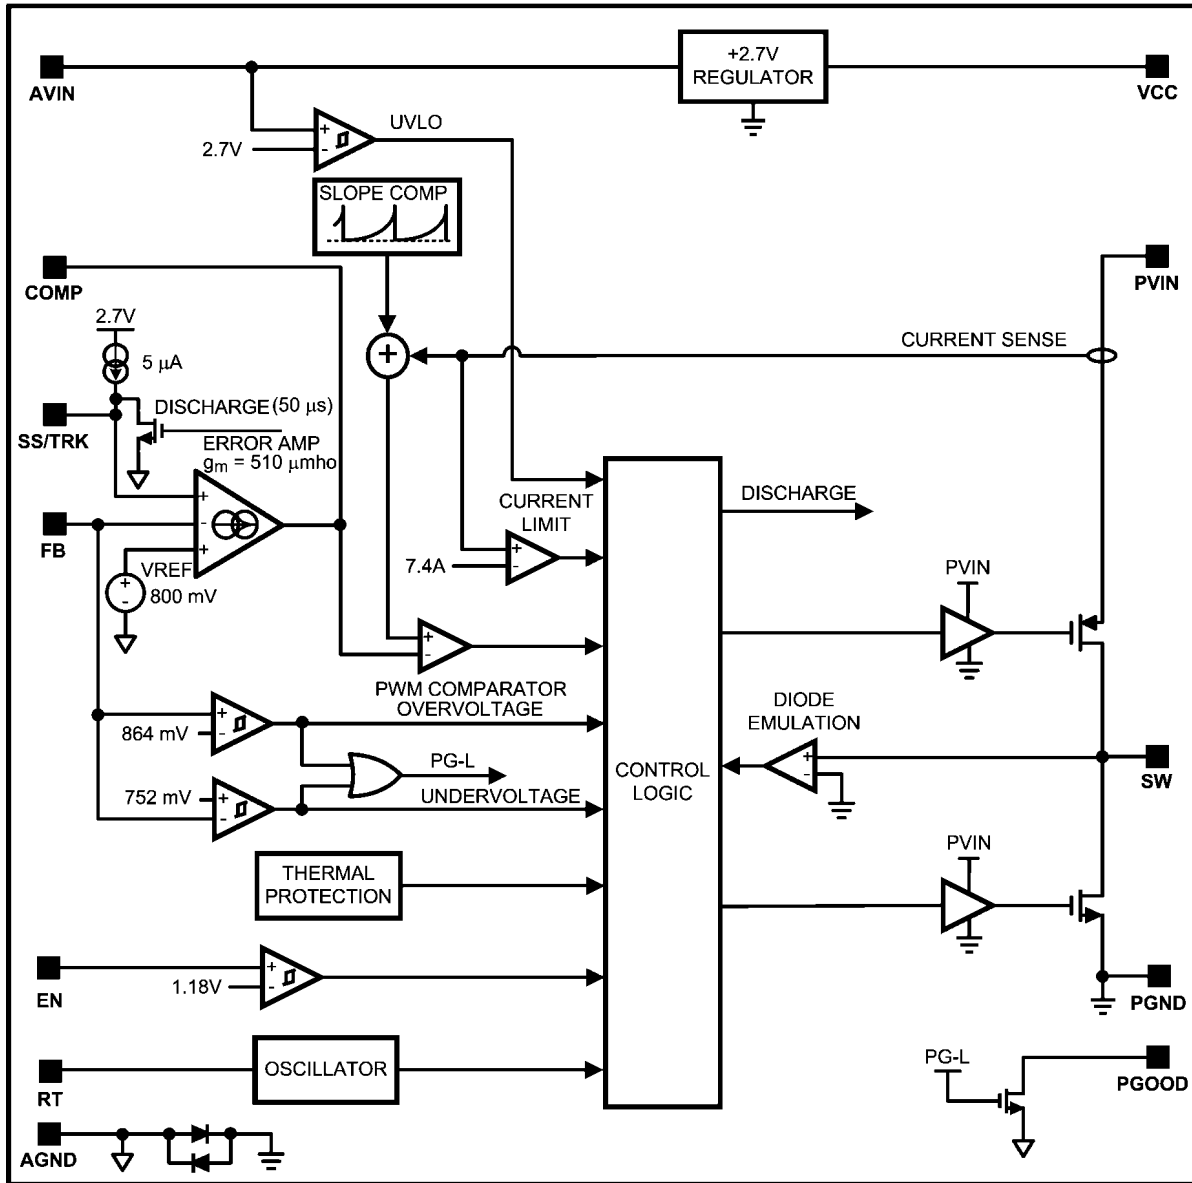 +2.7V
REGULATOR
AVIN
VCC
UVLO
+
-
2.7V
SLOPE COMP
COMP
PVIN
2.7V
CURRENT SENSE
+
5 μA
DISCHARGE (50 μs)
SS/TRK
ERROR AMP
gm = 510 μmho
+
-
+
FB
CURRENT
LIMIT
DISCHARGE
+
-
7.4A
VREF
800 mV
+
-
PVIN
+
-
PWM COMPARATOR
OVERVOLTAGE
DIODE
EMULATION
+
-
864 mV
PG-L
CONTROL
LOGIC
+
-
SW
752 mV
+
-
UNDERVOLTAGE
PVIN
THERMAL
PROTECTION
EN
+
-
1.18V
PGND
OSCILLATOR
RT
PG-L
PGOOD
AGND